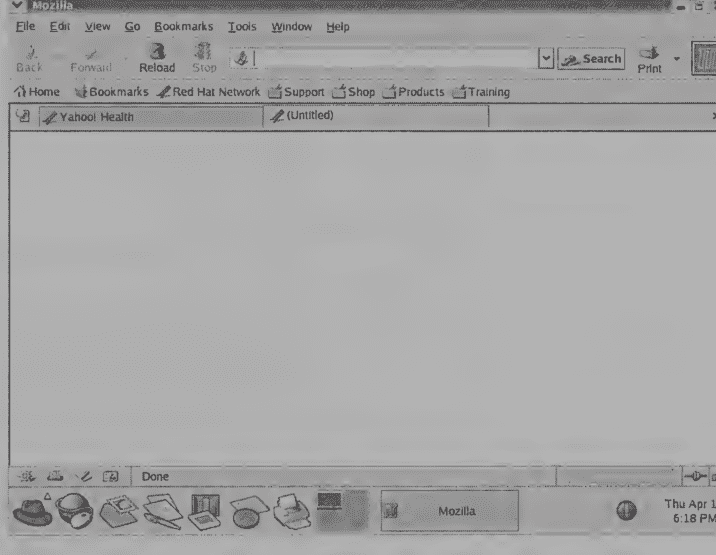 Mozilla
File Edit View Go Bookmarks Tools Window Help
Back Forward Reload Stop Search Print
Home Bookmarks Red Hat Network Support Shop Products Training
Yahoo! Health (Untitled)
Done
Mozilla
Thu Apr 1
6:18 PM